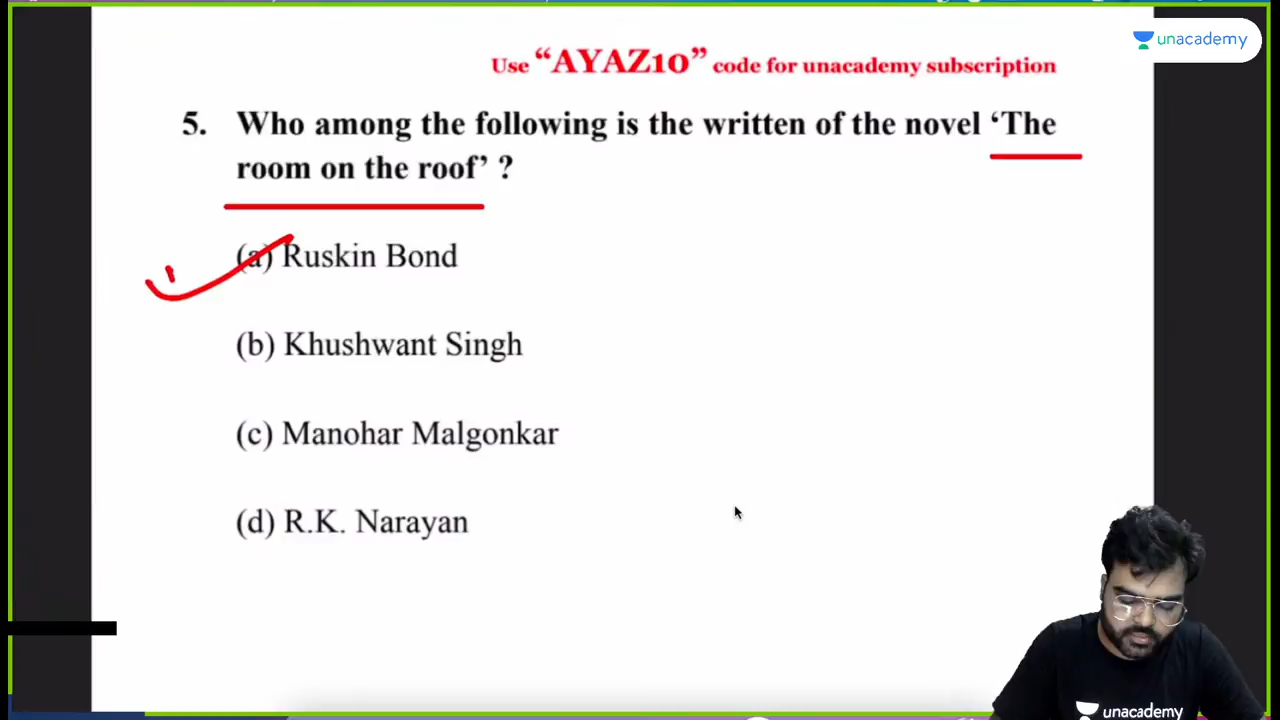 unacademy
Use “AYAZ10” code for unacademy subscription
5. Who among the following is the written of the novel ‘The
room on the roof’ ?
(a) Ruskin Bond
(b) Khushwant Singh
(c) Manohar Malgonkar
(d) R.K. Narayan
unacademy